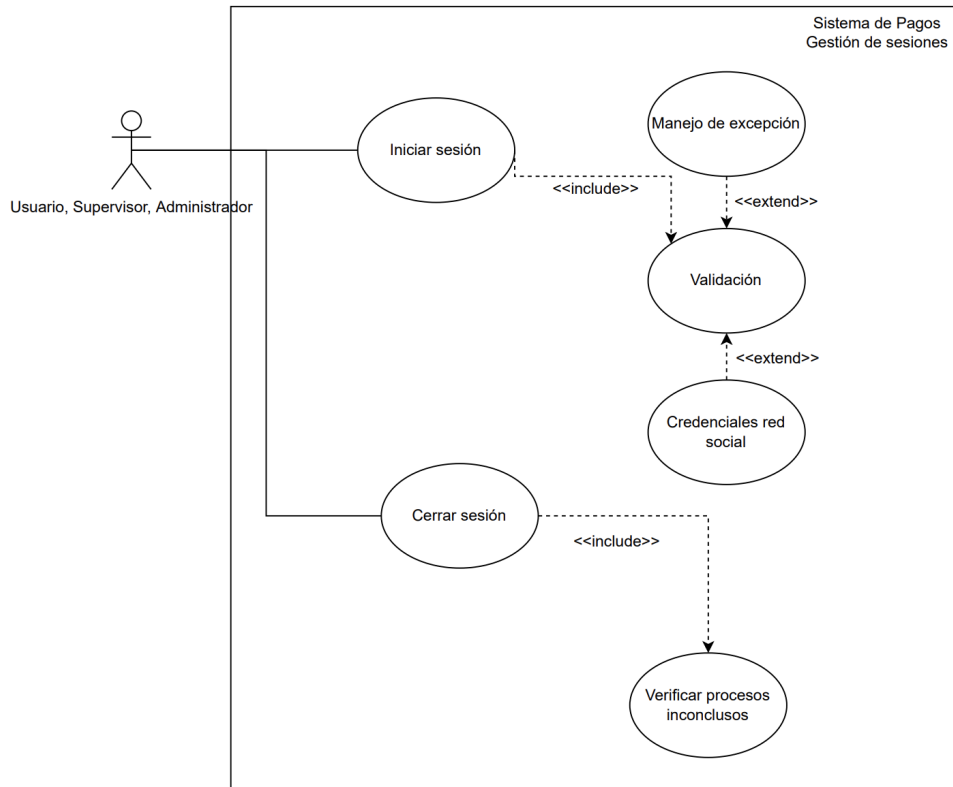 Sistema de Pagos
Gestión de sesiones
Manejo de excepción
Iniciar sesión
<<include>>
<<extend>>
Usuario, Supervisor, Administrador
Validación
<<extend>>
Credenciales red
social
Cerrar sesión
<<include>>
Verificar procesos
inconclusos